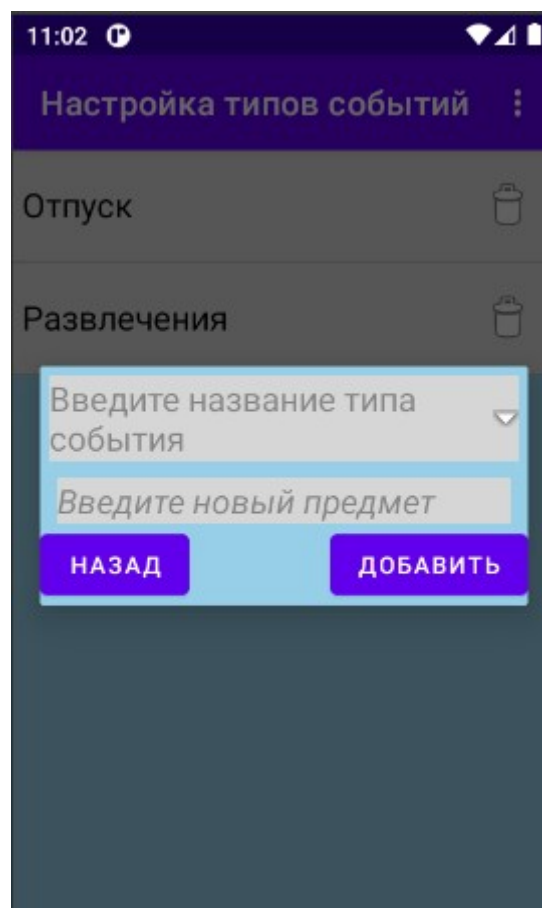 11:02
Настройка типов событий
Отпуск
Развлечения
Введите название типа
события
Введите новый предмет
НАЗАД ДОБАВИТЬ